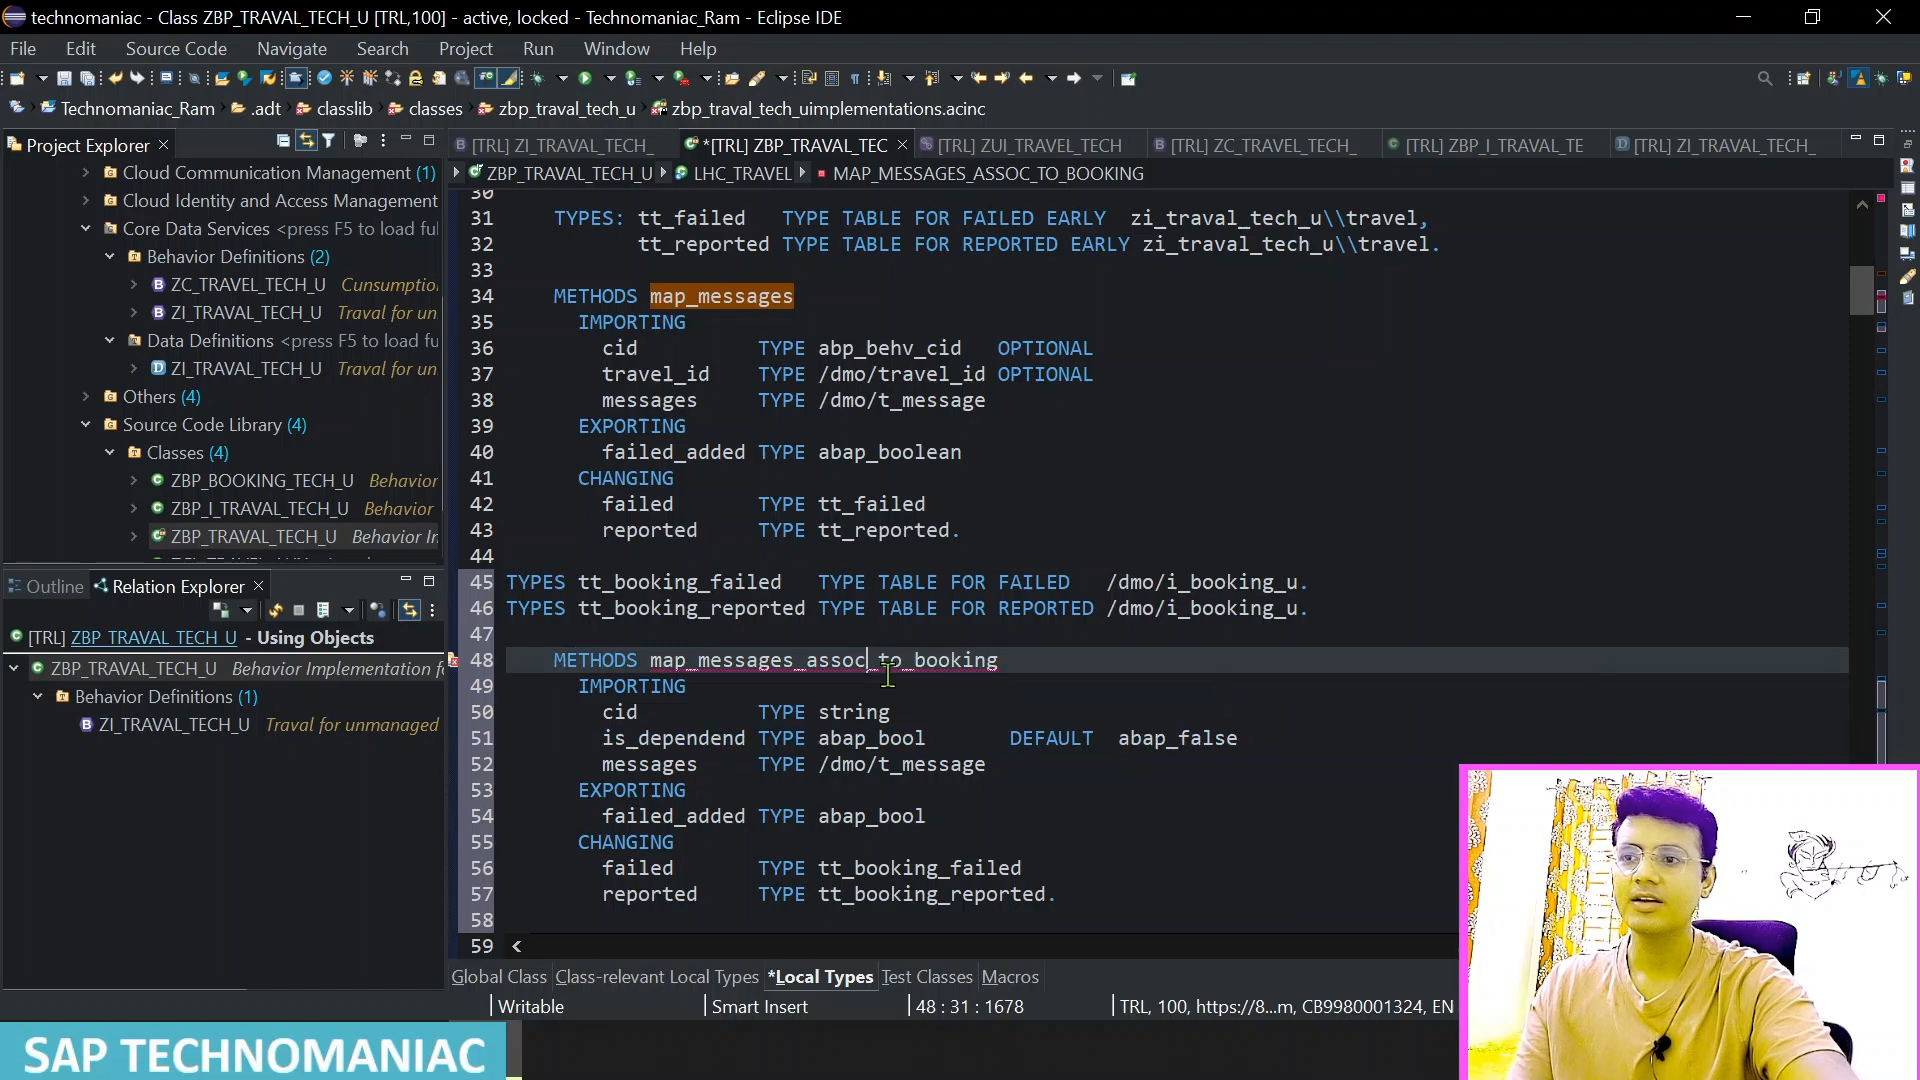 technomaniac - Class ZBP_TRAVAL_TECH_U [TRL,100] - active, locked - Technomaniac_Ram - Eclipse IDE
File Edit Source Code Navigate Search Project Run Window Help
Technomaniac_Ram .adt classlib classes zbp_traval_tech_u zbp_traval_tech_uimplementations.acinc
Project Explorer
[TRL] ZI_TRAVAL_TECH_ *[TRL] ZBP_TRAVAL_TEC [TRL] ZUI_TRAVEL_TECH [TRL] ZC_TRAVEL_TECH_ [TRL] ZBP_I_TRAVAL_TE [TRL] ZI_TRAVAL_TECH_
ZBP_TRAVAL_TECH_U LHC_TRAVEL MAP_MESSAGES_ASSOC_TO_BOOKING
Cloud Communication Management (1)
Cloud Identity and Access Management
Core Data Services <press F5 to load ful
Behavior Definitions (2)
ZC_TRAVEL_TECH_U Cunsumptio
ZI_TRAVAL_TECH_U Traval for un
Data Definitions <press F5 to load fu
ZI_TRAVAL_TECH_U Traval for un
Others (4)
Source Code Library (4)
Classes (4)
ZBP_BOOKING_TECH_U Behavior
ZBP_I_TRAVAL_TECH_U Behavior
ZBP_TRAVAL_TECH_U Behavior In
Outline Relation Explorer
[TRL] ZBP_TRAVAL_TECH_U - Using Objects
ZBP_TRAVAL_TECH_U Behavior Implementation fo
Behavior Definitions (1)
ZI_TRAVAL_TECH_U Traval for unmanaged
30
31 TYPES: tt_failed TYPE TABLE FOR FAILED EARLY zi_traval_tech_u\\travel,
32 tt_reported TYPE TABLE FOR REPORTED EARLY zi_traval_tech_u\\travel.
33
34 METHODS map_messages
35 IMPORTING
36 cid TYPE abp_behv_cid OPTIONAL
37 travel_id TYPE /dmo/travel_id OPTIONAL
38 messages TYPE /dmo/t_message
39 EXPORTING
40 failed_added TYPE abap_boolean
41 CHANGING
42 failed TYPE tt_failed
43 reported TYPE tt_reported.
44
45 TYPES tt_booking_failed TYPE TABLE FOR FAILED /dmo/i_booking_u.
46 TYPES tt_booking_reported TYPE TABLE FOR REPORTED /dmo/i_booking_u.
47
48 METHODS map_messages_assoc_to_booking
49 IMPORTING
50 cid TYPE string
51 is_dependend TYPE abap_bool DEFAULT abap_false
52 messages TYPE /dmo/t_message
53 EXPORTING
54 failed_added TYPE abap_bool
55 CHANGING
56 failed TYPE tt_booking_failed
57 reported TYPE tt_booking_reported.
58
59
Global Class Class-relevant Local Types *Local Types Test Classes Macros
Writable Smart Insert 48 : 31 : 1678 TRL, 100, https://8...m, CB9980001324, EN
SAP TECHNOMANIAC